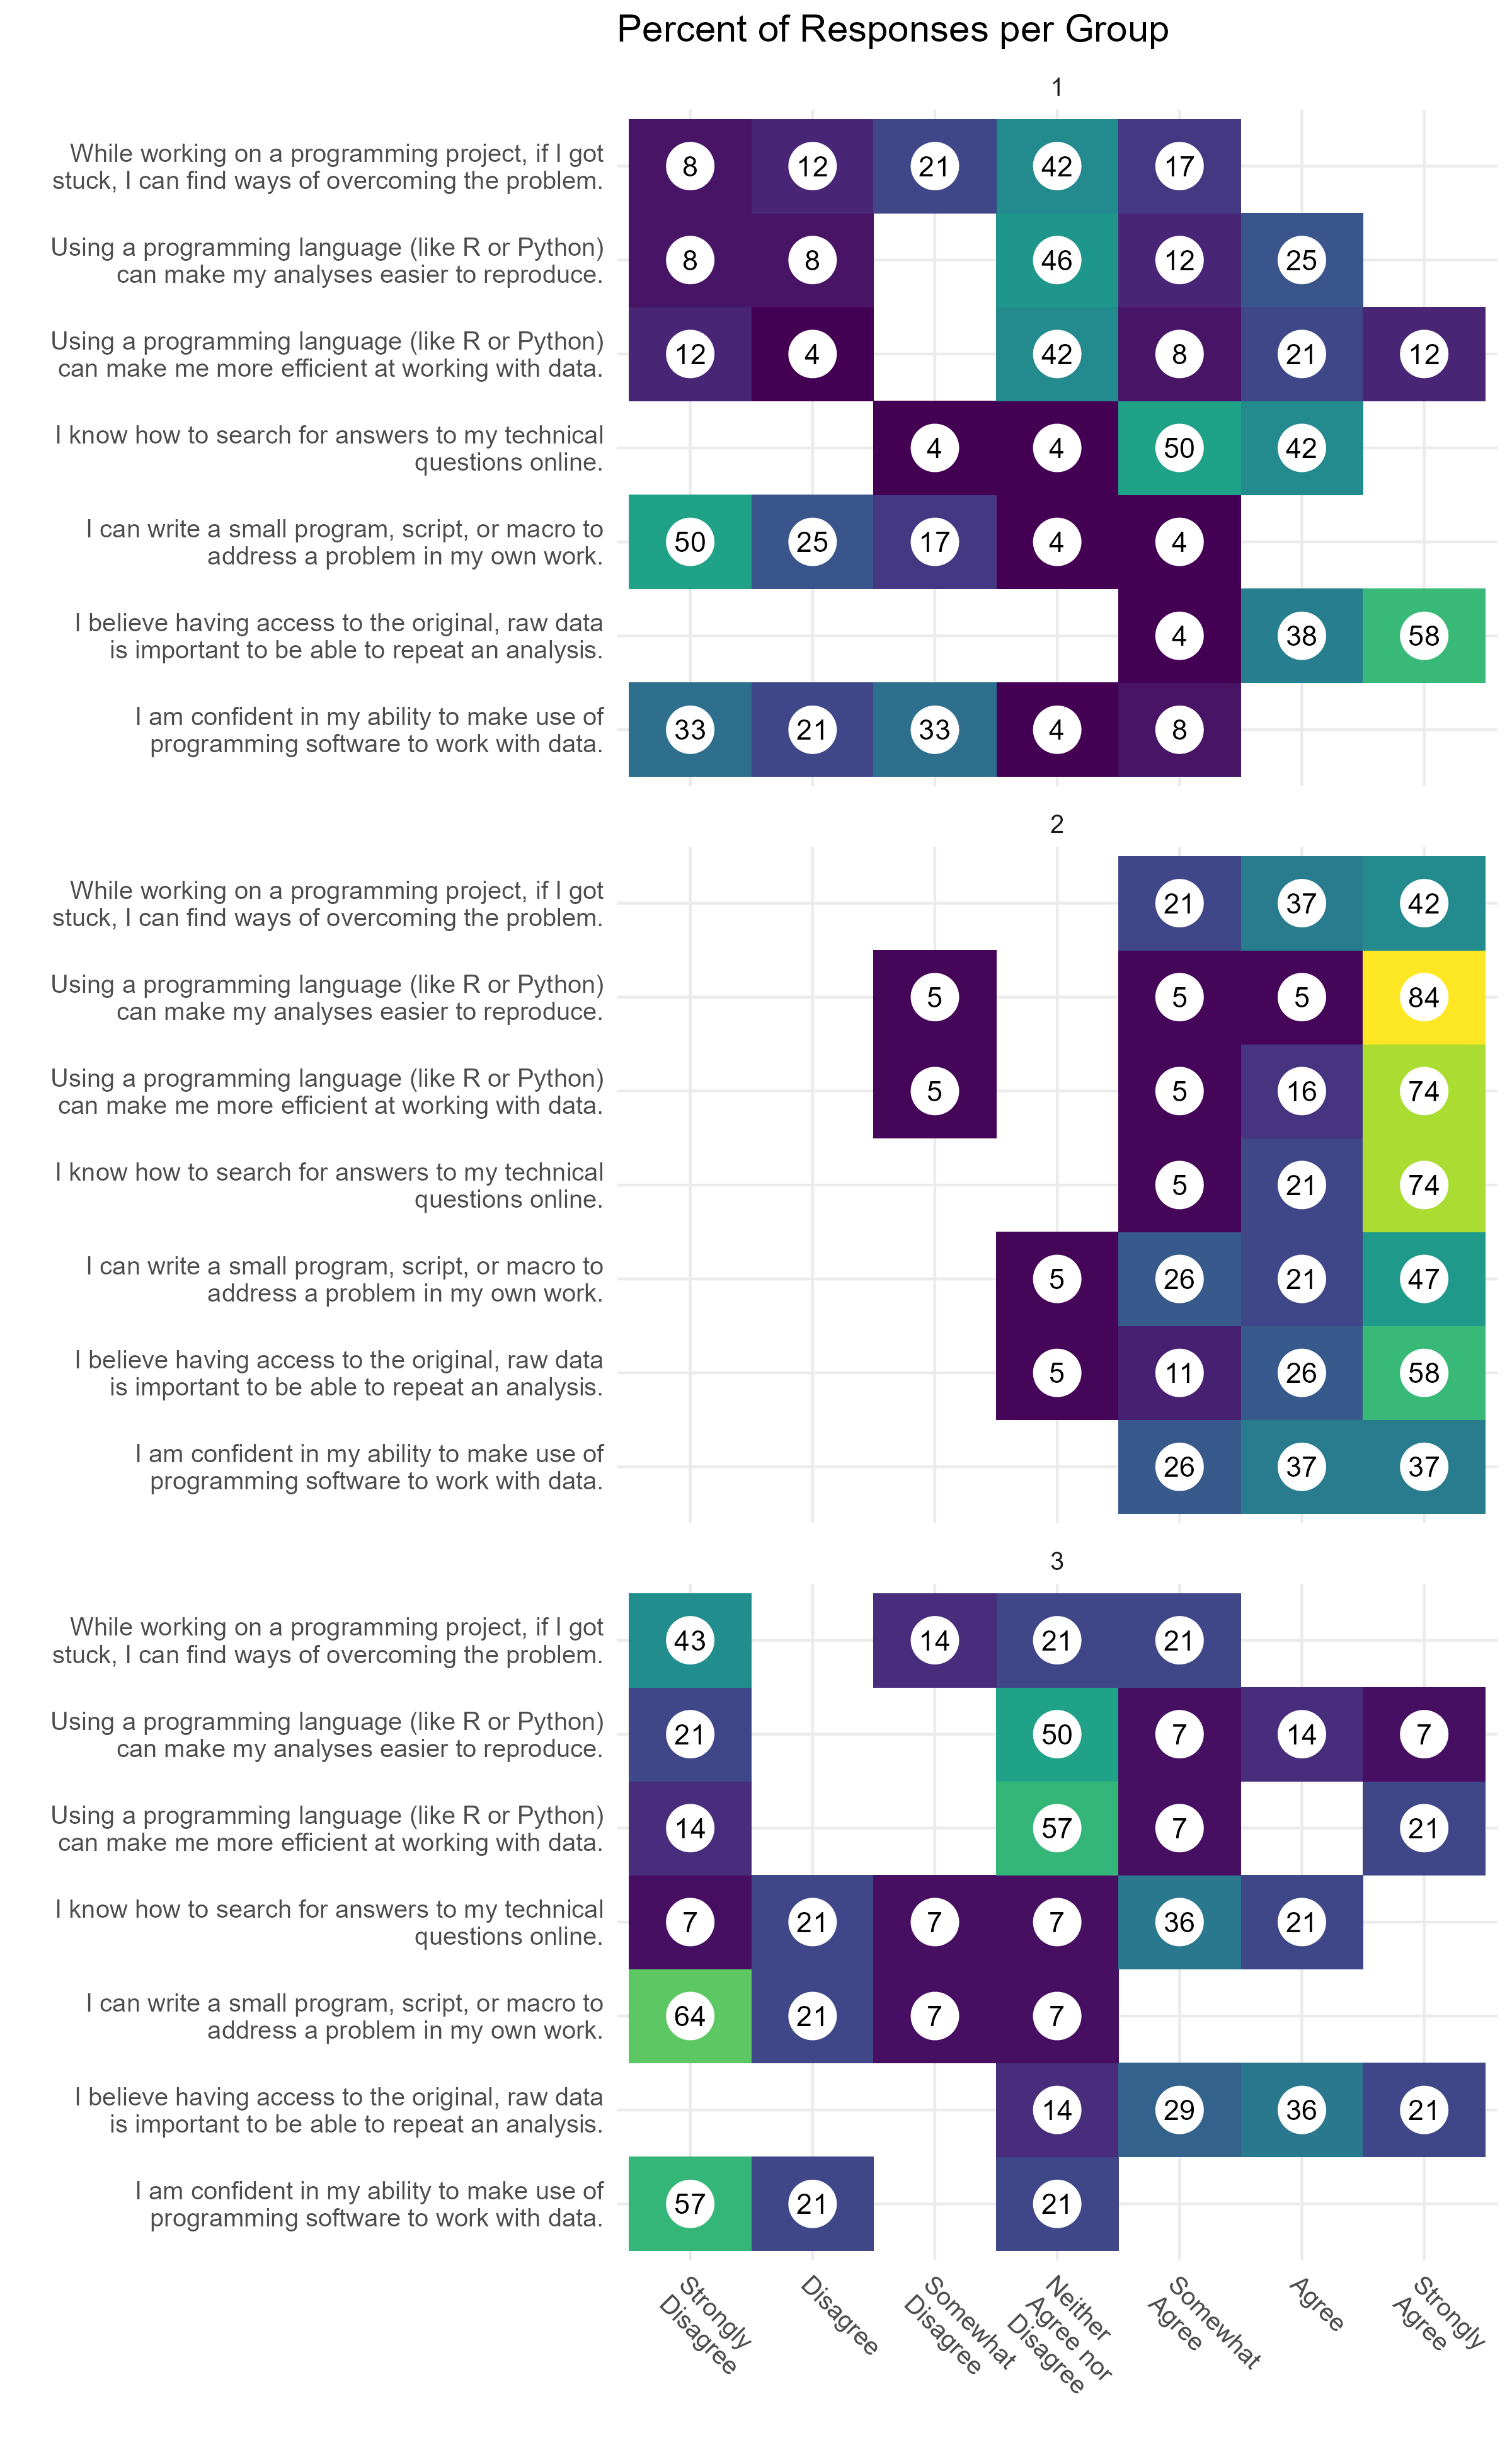 Percent of Responses per Group
1
While working on a programming project, if I got
stuck, I can find ways of overcoming the problem.
8 12 21 42 17
Using a programming language (like R or Python)
can make my analyses easier to reproduce.
8 8 46 12 25
Using a programming language (like R or Python)
can make me more efficient at working with data.
12 4 42 8 21 12
I know how to search for answers to my technical
questions online.
4 4 50 42
I can write a small program, script, or macro to
address a problem in my own work.
50 25 17 4 4
I believe having access to the original, raw data
is important to be able to repeat an analysis.
4 38 58
I am confident in my ability to make use of
programming software to work with data.
33 21 33 4 8
2
While working on a programming project, if I got
stuck, I can find ways of overcoming the problem.
21 37 42
Using a programming language (like R or Python)
can make my analyses easier to reproduce.
5 5 5 84
Using a programming language (like R or Python)
can make me more efficient at working with data.
5 5 16 74
I know how to search for answers to my technical
questions online.
5 21 74
I can write a small program, script, or macro to
address a problem in my own work.
5 26 21 47
I believe having access to the original, raw data
is important to be able to repeat an analysis.
5 11 26 58
I am confident in my ability to make use of
programming software to work with data.
26 37 37
3
While working on a programming project, if I got
stuck, I can find ways of overcoming the problem.
43 14 21 21
Using a programming language (like R or Python)
can make my analyses easier to reproduce.
21 50 7 14 7
Using a programming language (like R or Python)
can make me more efficient at working with data.
14 57 7 21
I know how to search for answers to my technical
questions online.
7 21 7 7 36 21
I can write a small program, script, or macro to
address a problem in my own work.
64 21 7 7
I believe having access to the original, raw data
is important to be able to repeat an analysis.
14 29 36 21
I am confident in my ability to make use of
programming software to work with data.
57 21 21
Strongly
Disagree
Disagree
Somewhat
Disagree
Neither
Agree nor
Disagree
Somewhat
Agree
Agree
Strongly
Agree